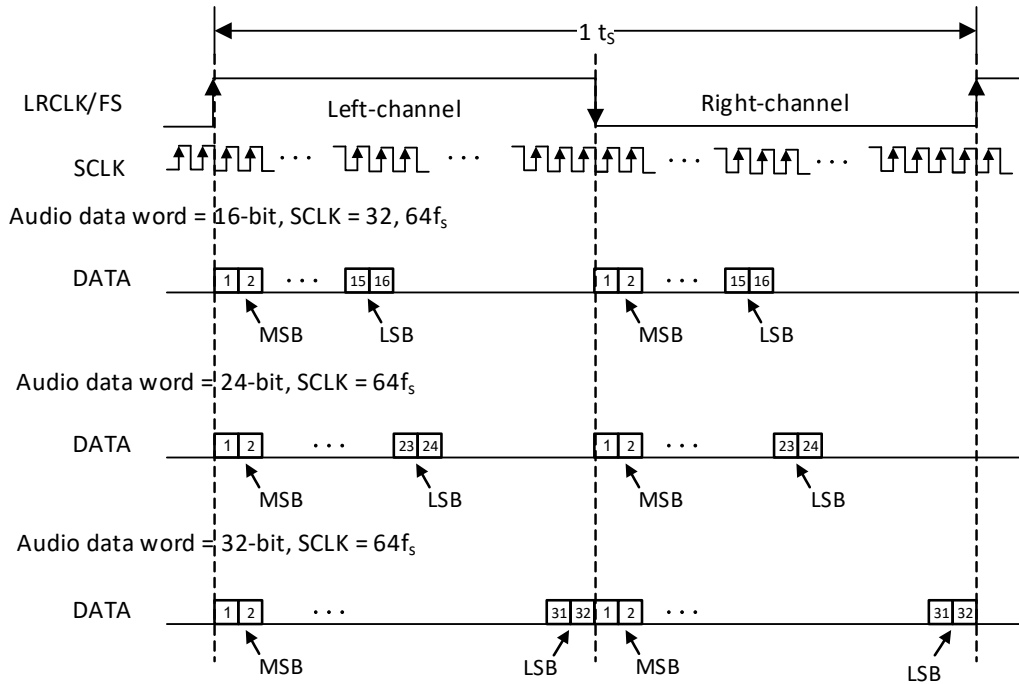 1 tS
LRCLK/FS
Left-channel
Right-channel
SCLK
Audio data word = 16-bit, SCLK = 32, 64fs
DATA 1 2 15 16 1 2 15 16
MSB LSB MSB LSB
Audio data word = 24-bit, SCLK = 64fs
DATA 1 2 23 24 1 2 23 24
MSB LSB MSB LSB
Audio data word = 32-bit, SCLK = 64fs
DATA 1 2 31 32 1 2 31 32
MSB LSB MSB LSB